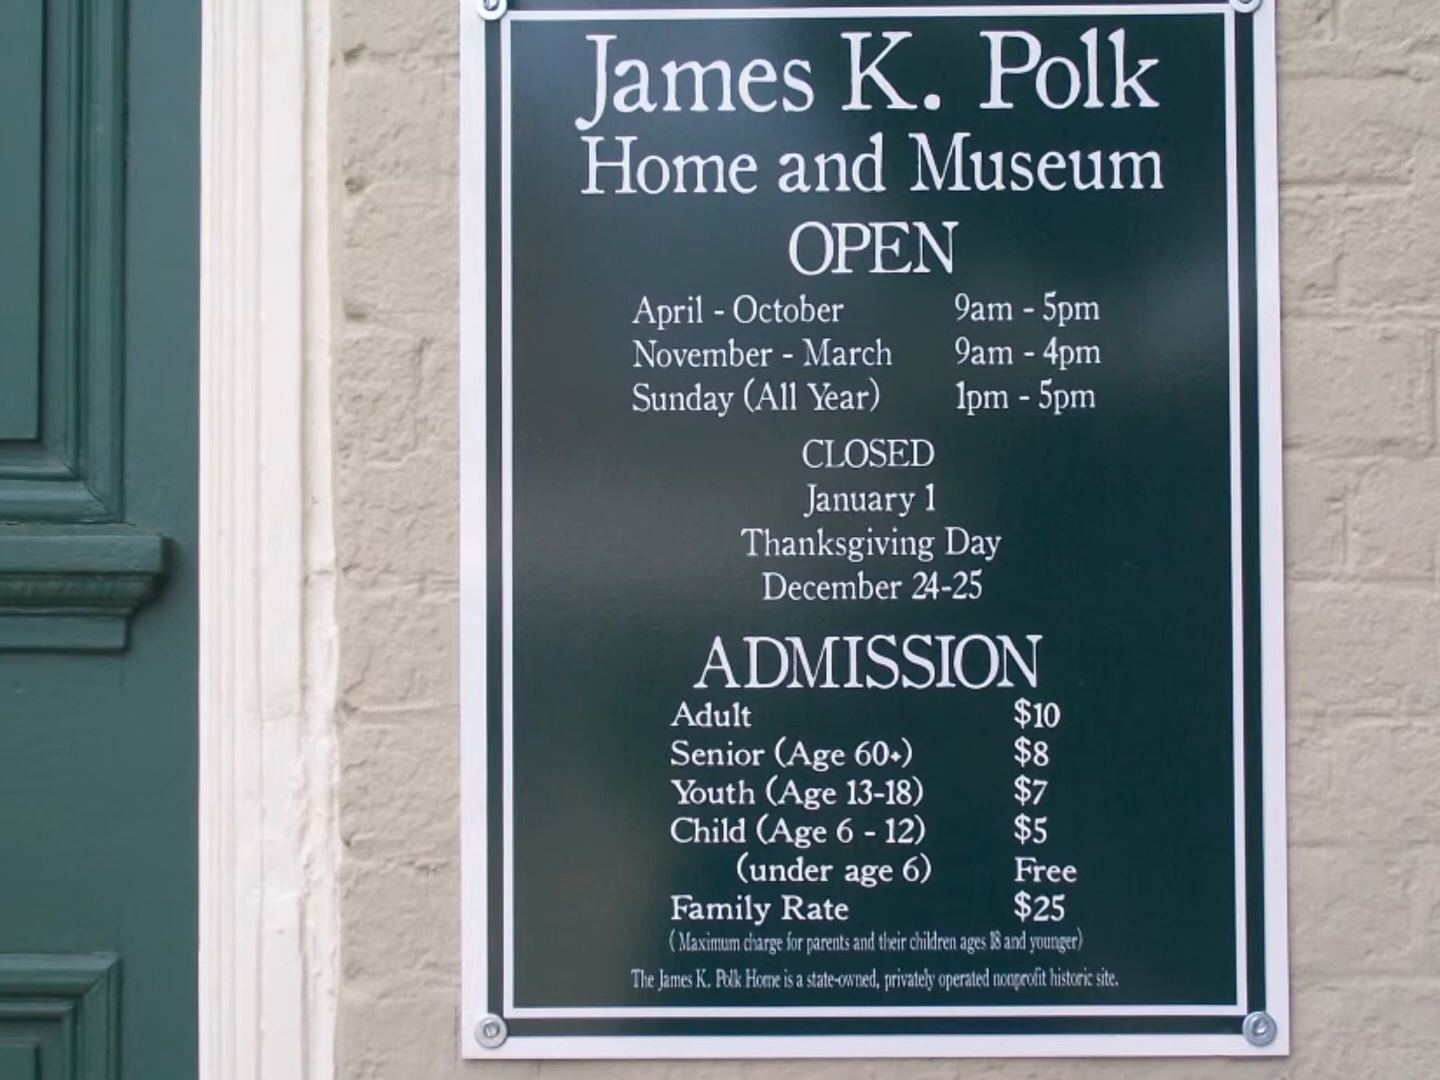 James K. Polk
Home and Museum
OPEN
April - October 9am - 5pm
November - March 9am - 4pm
Sunday (All Year) 1pm - 5pm
CLOSED
January 1
Thanksgiving Day
December 24-25
ADMISSION
Adult $10
Senior (Age 60+) $8
Youth (Age 13-18) $7
Child (Age 6 - 12) $5
(under age 6) Free
Family Rate $25
(Maximum charge for parents and their children ages 18 and younger)
The James K. Polk Home is a state-owned, privately operated nonprofit historic site.